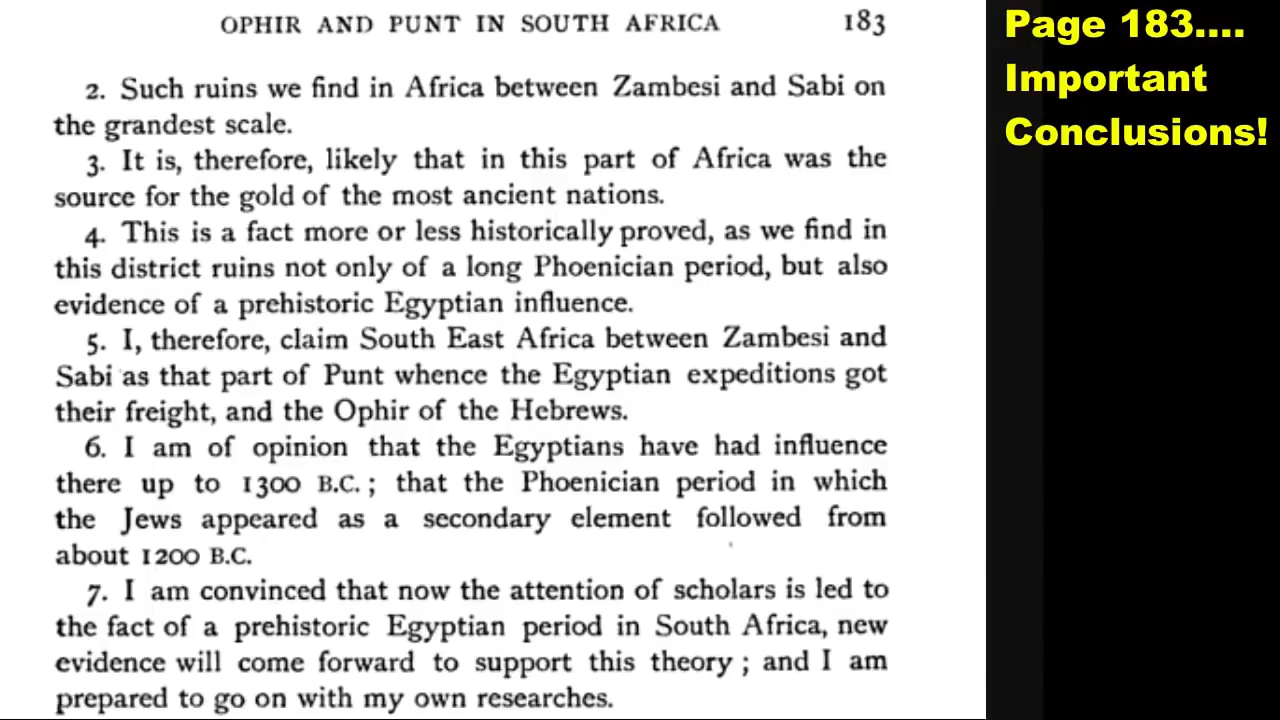 OPHIR AND PUNT IN SOUTH AFRICA 183
2. Such ruins we find in Africa between Zambesi and Sabi on
the grandest scale.
3. It is, therefore, likely that in this part of Africa was the
source for the gold of the most ancient nations.
4. This is a fact more or less historically proved, as we find in
this district ruins not only of a long Phoenician period, but also
evidence of a prehistoric Egyptian influence.
5. I, therefore, claim South East Africa between Zambesi and
Sabi as that part of Punt whence the Egyptian expeditions got
their freight, and the Ophir of the Hebrews.
6. I am of opinion that the Egyptians have had influence
there up to 1300 B.C.; that the Phoenician period in which
the Jews appeared as a secondary element followed from
about 1200 B.C.
7. I am convinced that now the attention of scholars is led to
the fact of a prehistoric Egyptian period in South Africa, new
evidence will come forward to support this theory; and I am
prepared to go on with my own researches.
Page 183....
Important
Conclusions!